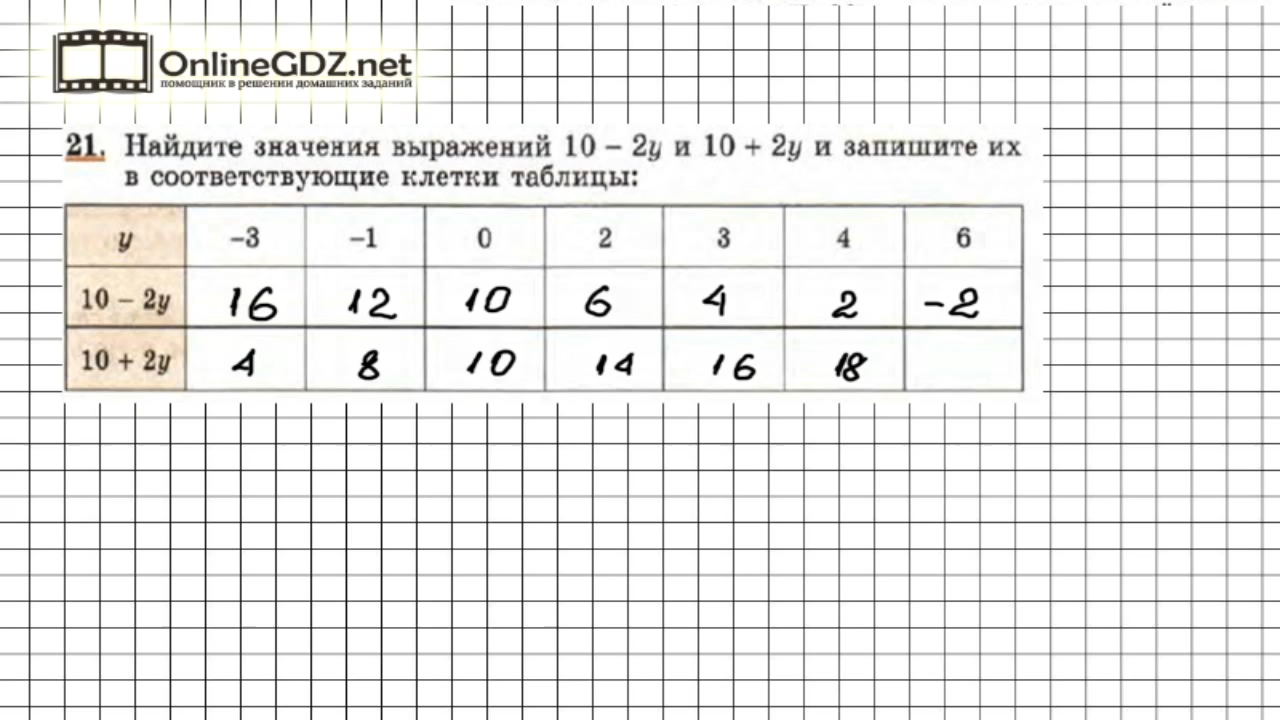 OnlineGDZ.net
помощник в решении домашних заданий
21. Найдите значения выражений 10 – 2y и 10 + 2y и запишите их
в соответствующие клетки таблицы:
y –3 –1 0 2 3 4 6
10 – 2y 16 12 10 6 4 2 -2
10 + 2y 4 8 10 14 16 18